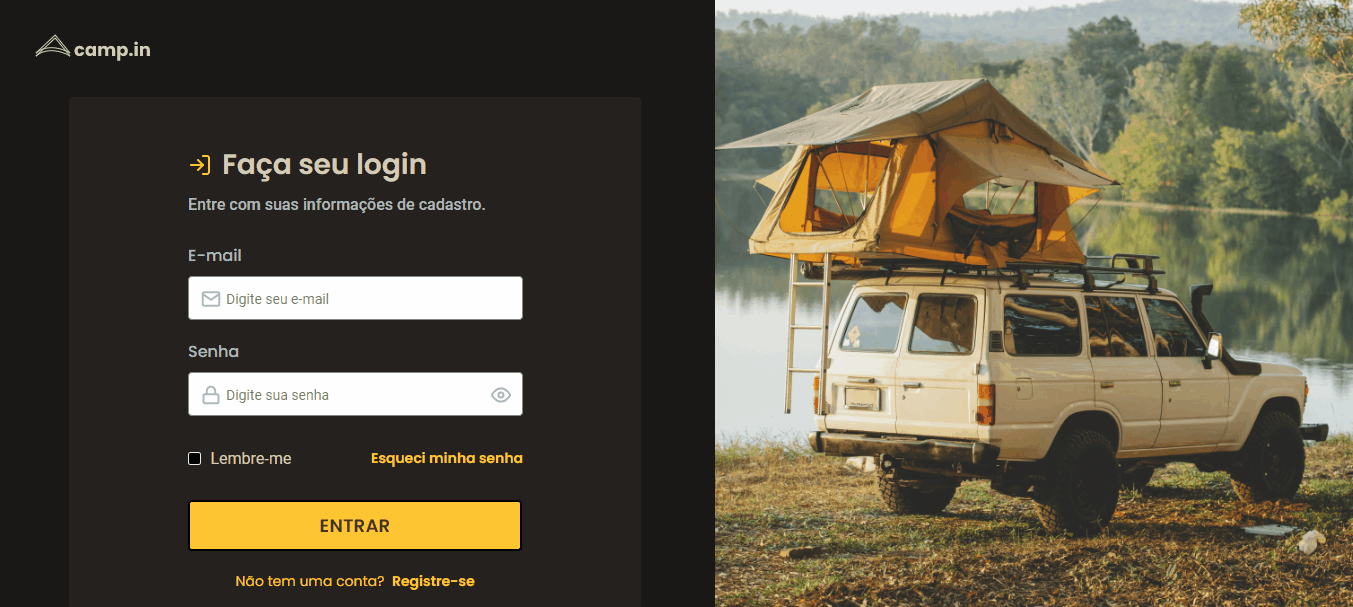 camp.in
Faça seu login
Entre com suas informações de cadastro.
E-mail
Digite seu e-mail
Senha
Digite sua senha
Lembre-me Esqueci minha senha
ENTRAR
Não tem uma conta? Registre-se